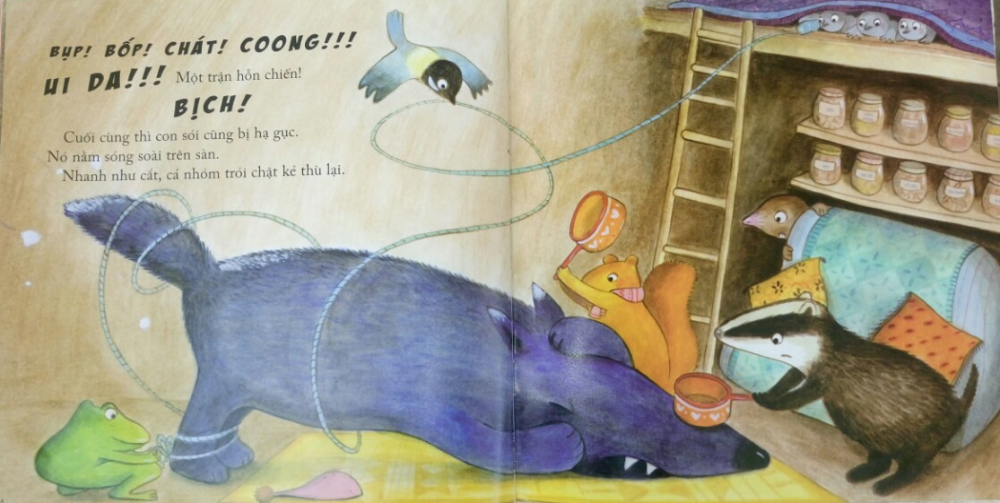 BỤP! BỐP! CHÁT! COONG!!!
UI DA!!! Một trận hỗn chiến!
BỊCH!
Cuối cùng thì con sói cũng bị hạ gục.
Nó nằm sóng soài trên sàn.
Nhanh như cắt, cả nhóm trói chặt kẻ thù lại.